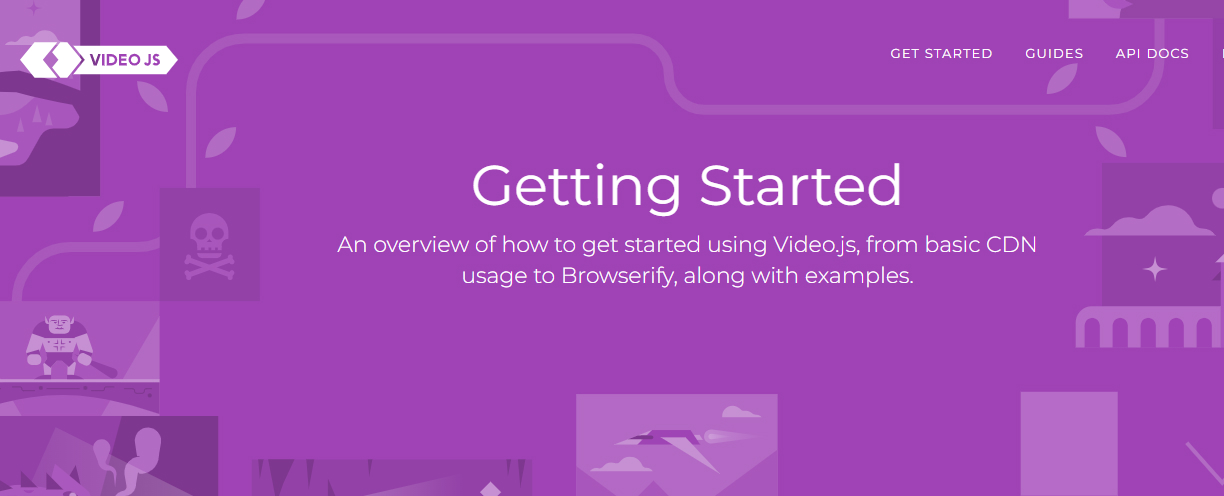 VIDEO JS
GET STARTED GUIDES API DOCS
Getting Started
An overview of how to get started using Video.js, from basic CDN
usage to Browserify, along with examples.